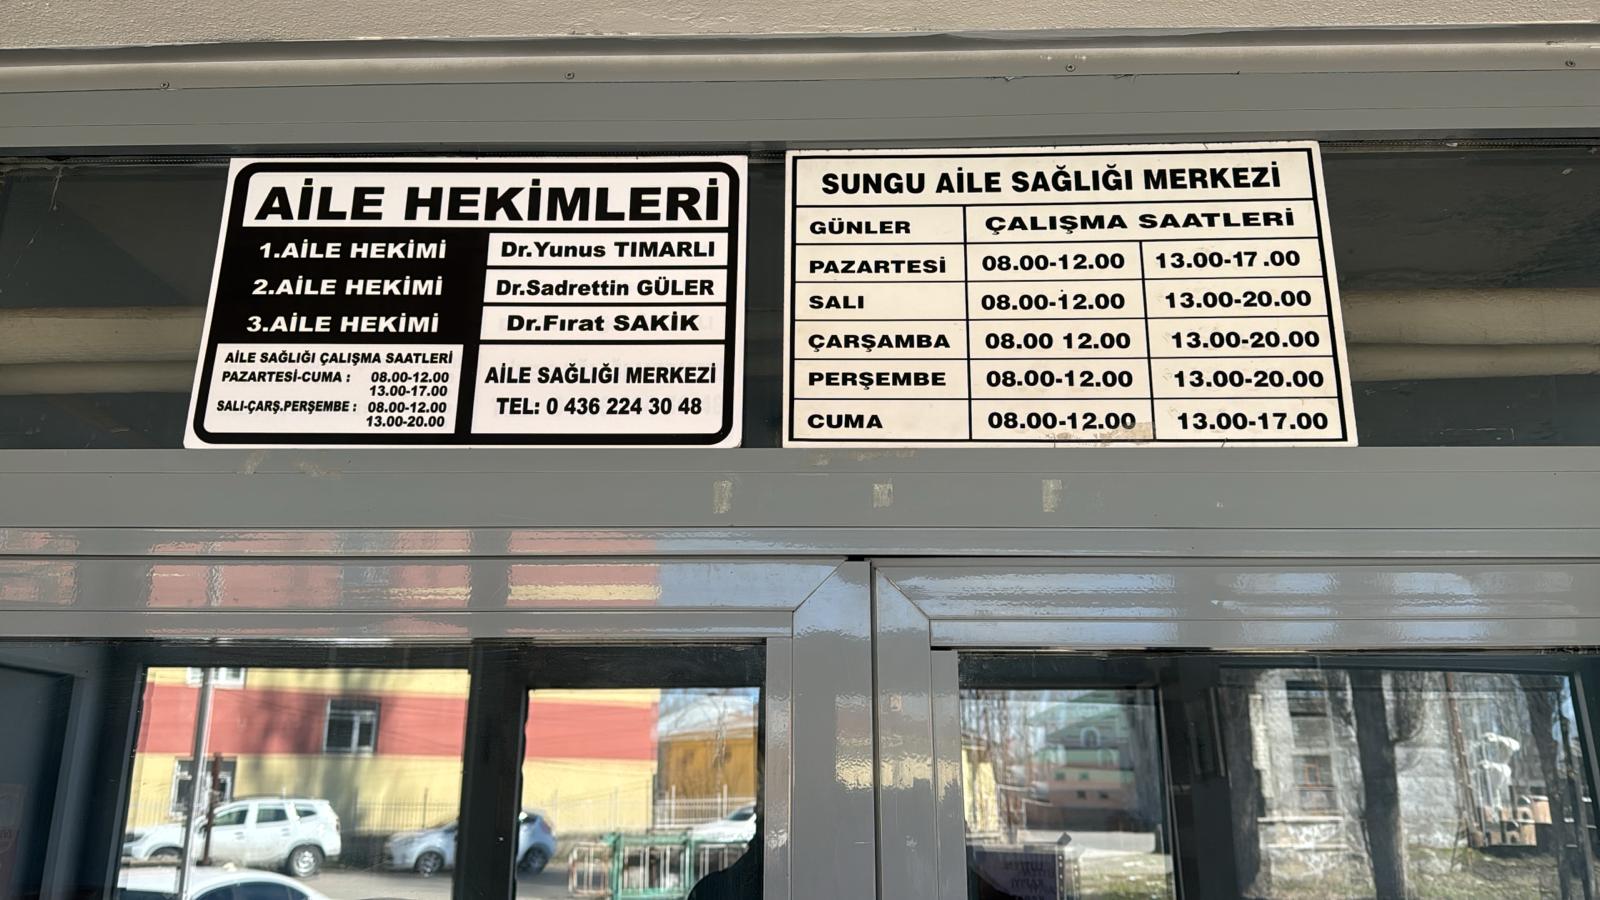 AİLE HEKİMLERİ
1.AİLE HEKİMİ Dr.Yunus TIMARLI
2.AİLE HEKİMİ Dr.Sadrettin GÜLER
3.AİLE HEKİMİ Dr.Fırat SAKİK
AİLE SAĞLIĞI ÇALIŞMA SAATLERİ
PAZARTESİ-CUMA : 08.00-12.00
13.00-17.00
SALI-ÇARŞ.PERŞEMBE : 08.00-12.00
13.00-20.00
AİLE SAĞLIĞI MERKEZİ
TEL: 0 436 224 30 48
SUNGU AİLE SAĞLIĞI MERKEZİ
GÜNLER ÇALIŞMA SAATLERİ
PAZARTESİ 08.00-12.00 13.00-17.00
SALI 08.00-12.00 13.00-20.00
ÇARŞAMBA 08.00 12.00 13.00-20.00
PERŞEMBE 08.00-12.00 13.00-20.00
CUMA 08.00-12.00 13.00-17.00